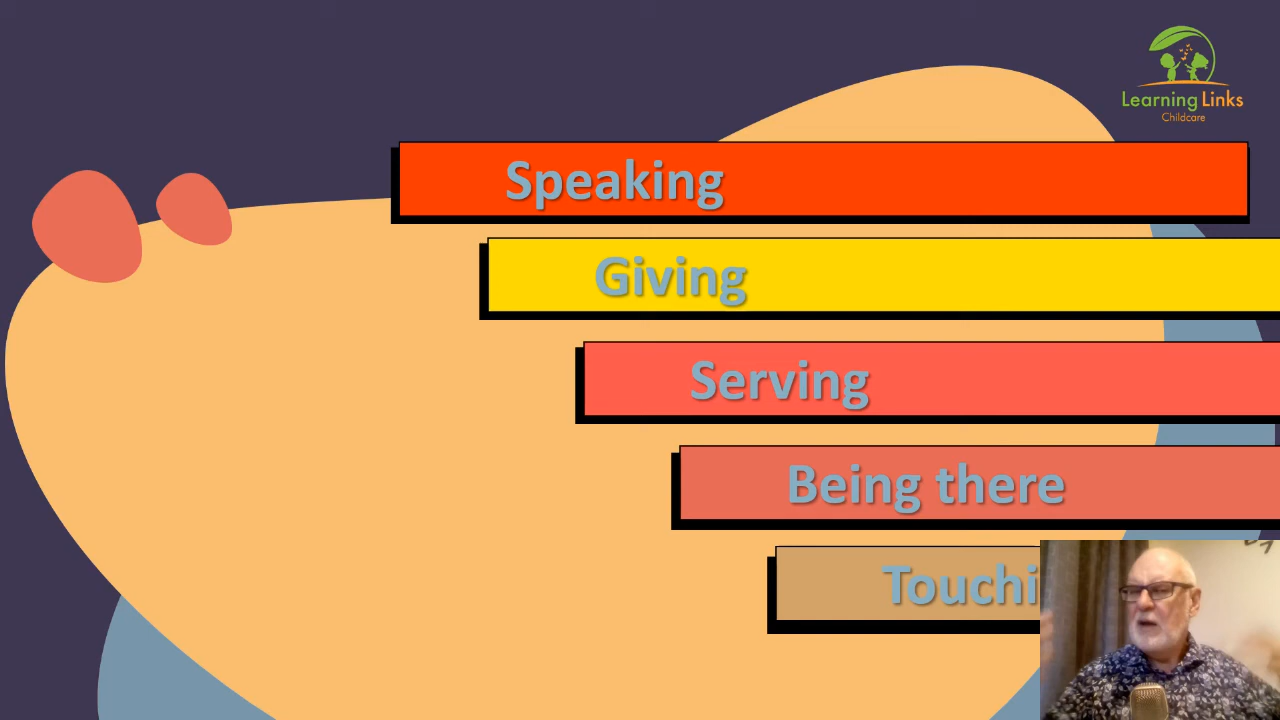 Learning Links
Childcare
Speaking
Giving
Serving
Being there